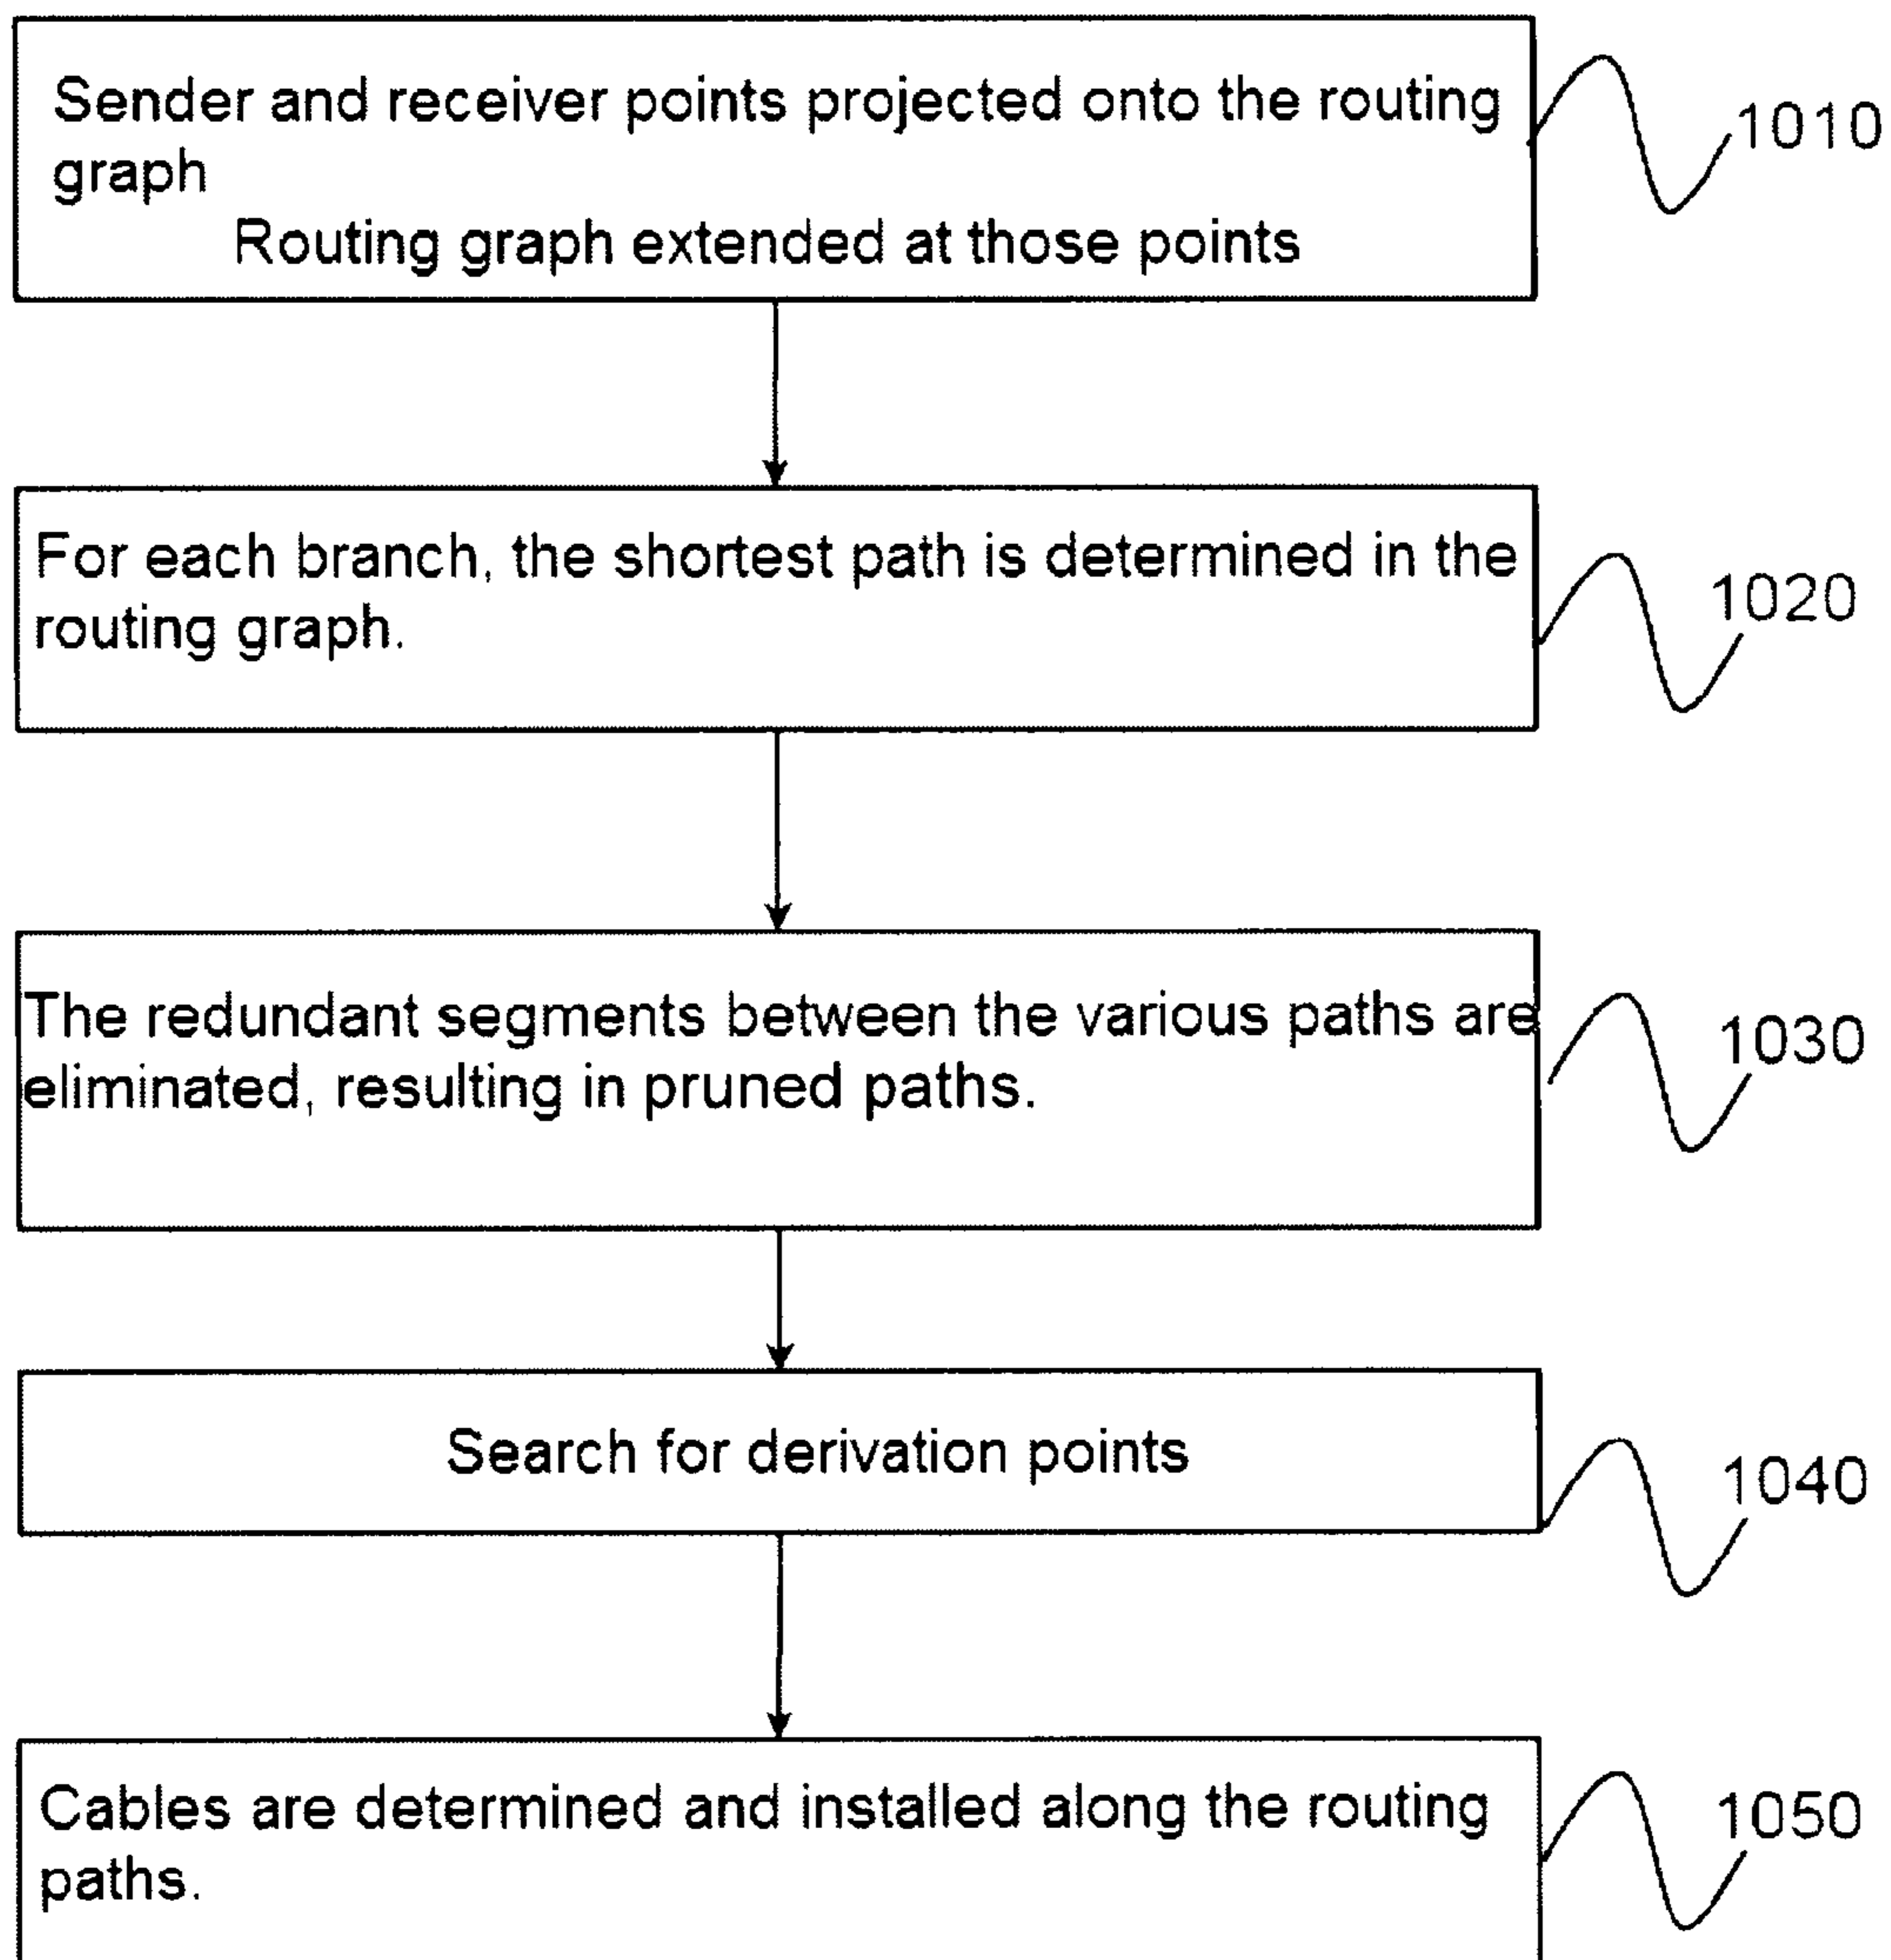 Sender and receiver points projected onto the routing
graph
Routing graph extended at those points
1010
For each branch, the shortest path is determined in the
routing graph.
1020
The redundant segments between the various paths are
eliminated, resulting in pruned paths.
1030
Search for derivation points
1040
Cables are determined and installed along the routing
paths.
1050